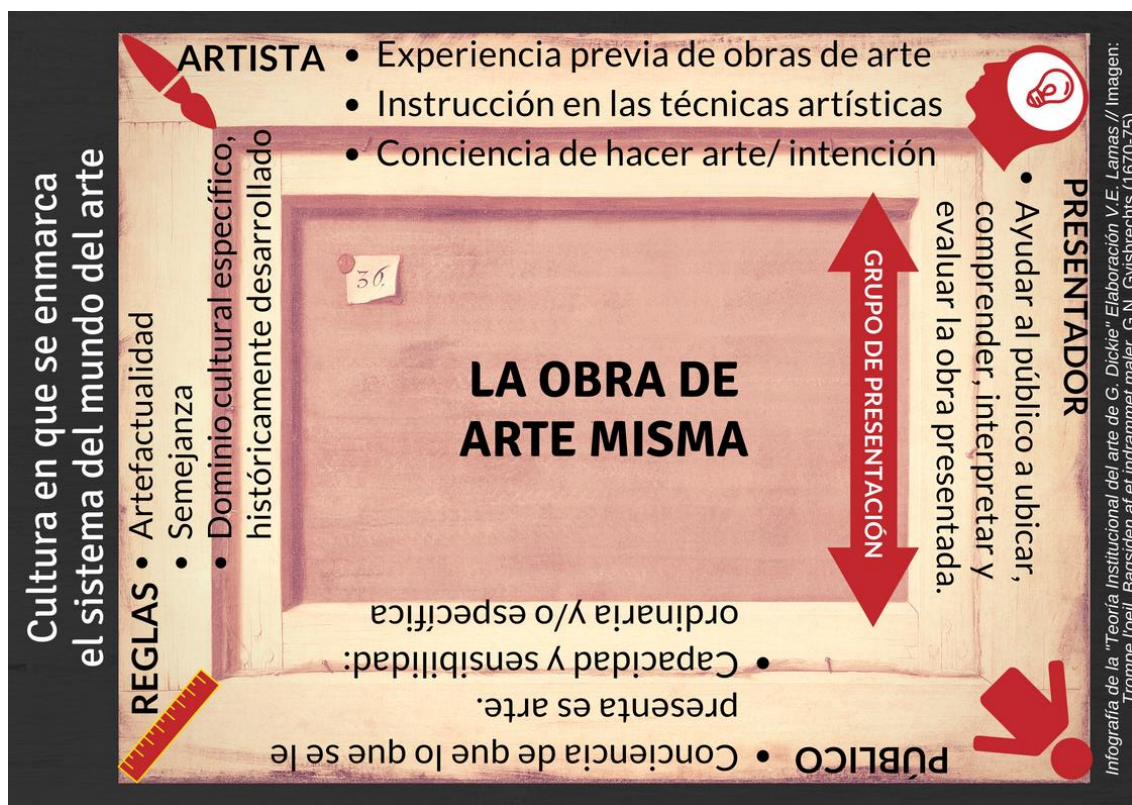 Cultura en que se enmarca
el sistema del mundo del arte
ARTISTA
• Experiencia previa de obras de arte
• Instrucción en las técnicas artísticas
• Conciencia de hacer arte/ intención
PRESENTADOR
• Ayudar al público a ubicar,
comprender, interpretar y
evaluar la obra presentada.
GRUPO DE PRESENTACIÓN
36.
LA OBRA DE
ARTE MISMA
PÚBLICO
• Conciencia de que lo que se le
presenta es arte.
• Capacidad y sensibilidad:
ordinaria y/o específica
REGLAS
• Artefactualidad
• Semejanza
• Dominio cultural específico,
históricamente desarrollado
Infografía de la "Teoría Institucional del arte de G. Dickie" Elaboración V.E. Lamas // Imagen:
Trompe l'oeil. Bagsiden af et indrammet maler, G.N. Gyisbrechts (1670-75)